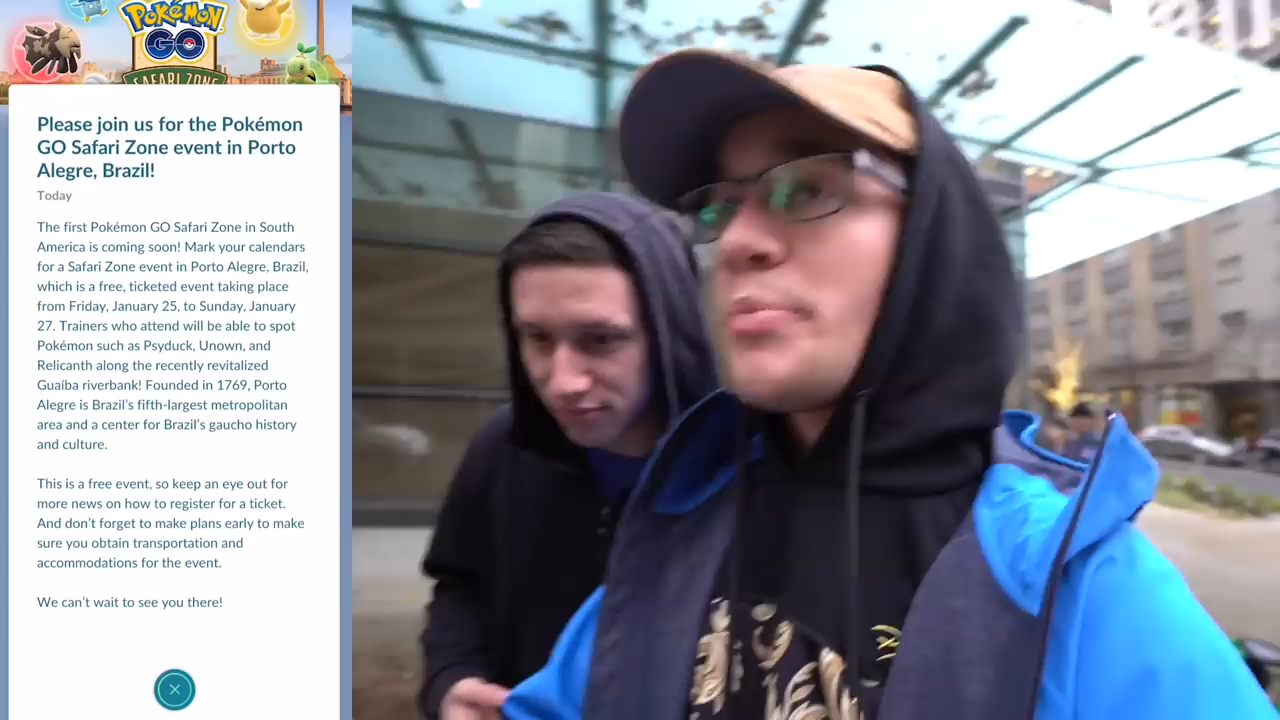 POKÉMON
GO
SAFARI ZONE
Please join us for the Pokémon
GO Safari Zone event in Porto
Alegre, Brazil!
Today
The first Pokémon GO Safari Zone in South
America is coming soon! Mark your calendars
for a Safari Zone event in Porto Alegre, Brazil,
which is a free, ticketed event taking place
from Friday, January 25, to Sunday, January
27. Trainers who attend will be able to spot
Pokémon such as Psyduck, Unown, and
Relicanth along the recently revitalized
Guaíba riverbank! Founded in 1769, Porto
Alegre is Brazil's fifth-largest metropolitan
area and a center for Brazil's gaucho history
and culture.
This is a free event, so keep an eye out for
more news on how to register for a ticket.
And don't forget to make plans early to make
sure you obtain transportation and
accommodations for the event.
We can't wait to see you there!